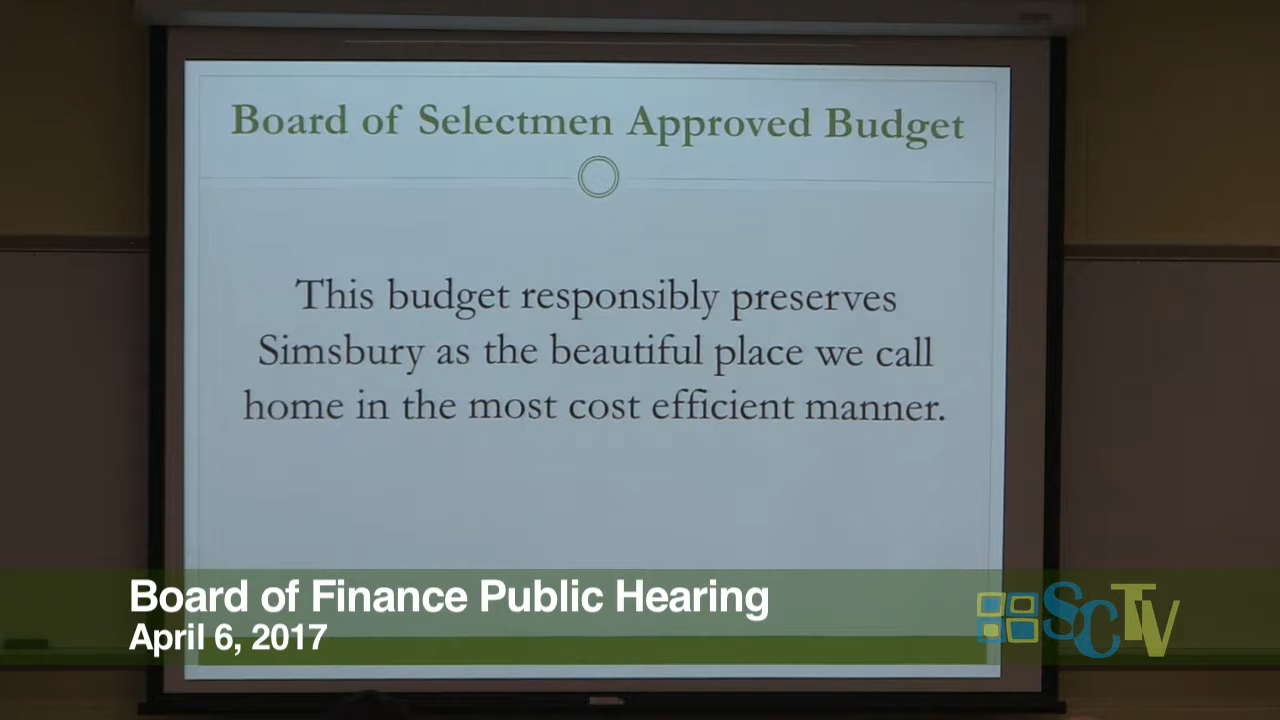 Board of Selectmen Approved Budget
This budget responsibly preserves
Simsbury as the beautiful place we call
home in the most cost efficient manner.
Board of Finance Public Hearing
April 6, 2017
SCTV